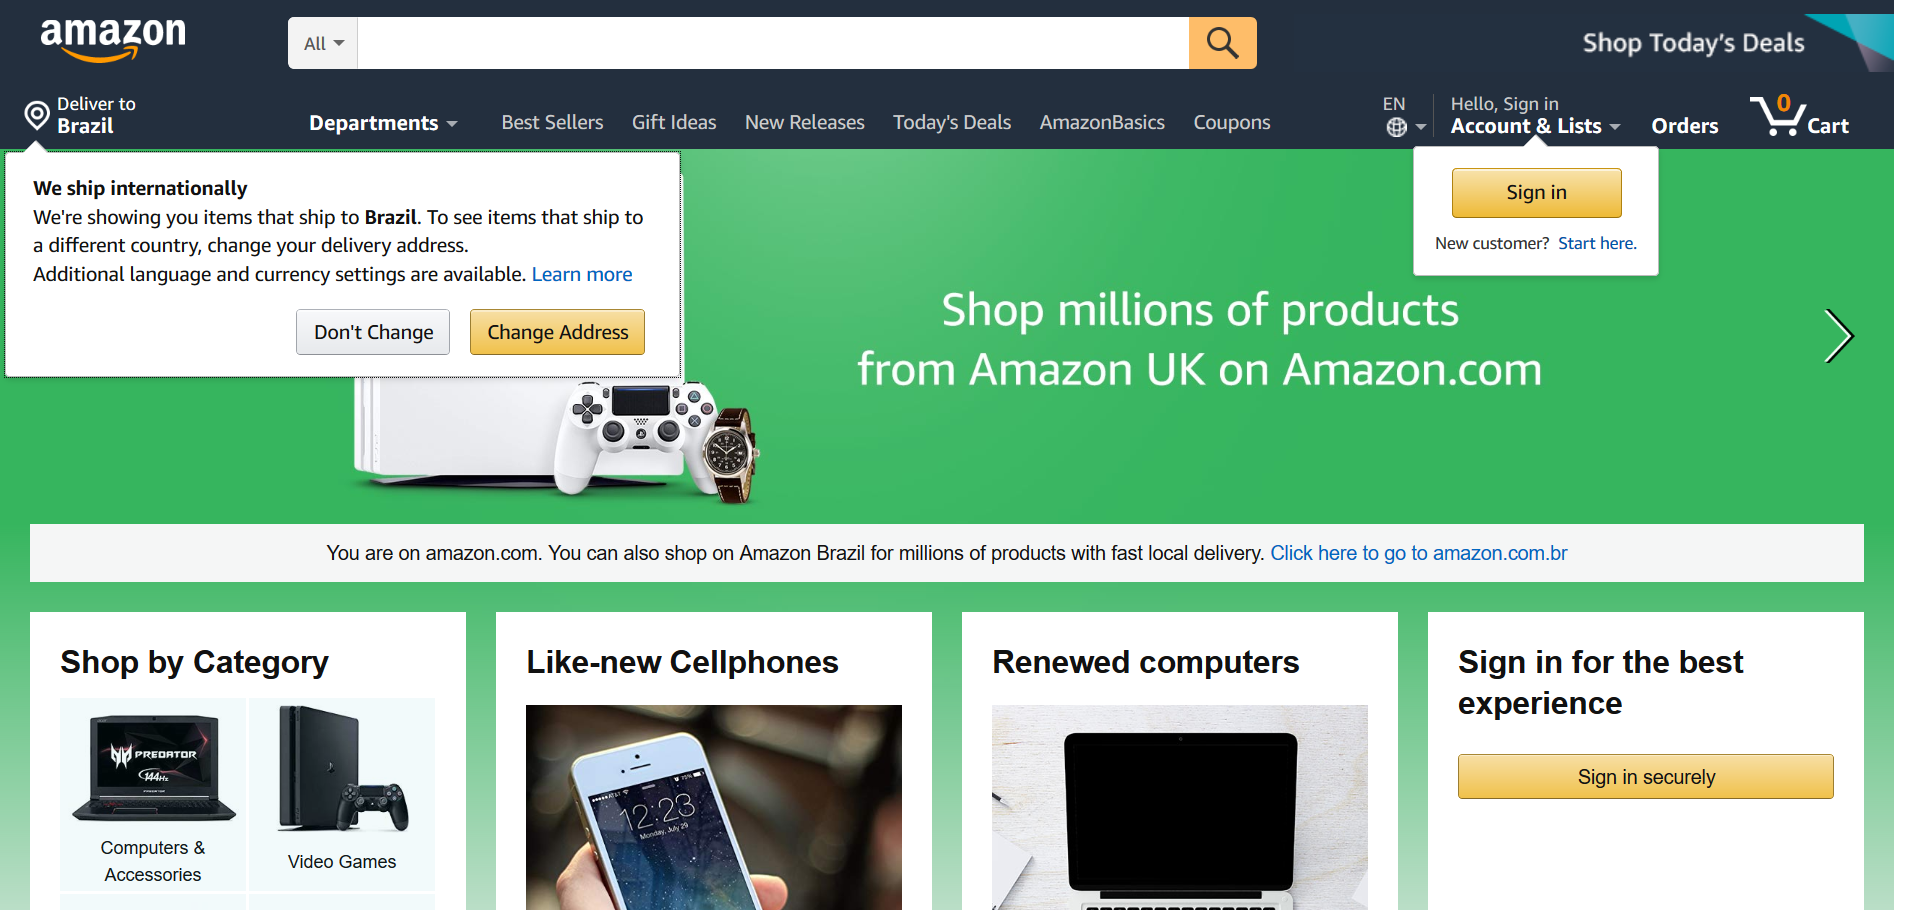 amazon
All
Shop Today's Deals
Deliver to
Brazil
Departments
Best Sellers
Gift Ideas
New Releases
Today's Deals
AmazonBasics
Coupons
EN
Hello, Sign in
Account & Lists
Orders
0
Cart
We ship internationally
We're showing you items that ship to Brazil. To see items that ship to
a different country, change your delivery address.
Additional language and currency settings are available. Learn more
Don't Change
Change Address
Sign in
New customer? Start here.
Shop millions of products
from Amazon UK on Amazon.com
You are on amazon.com. You can also shop on Amazon Brazil for millions of products with fast local delivery. Click here to go to amazon.com.br
Shop by Category
Like-new Cellphones
Renewed computers
Sign in for the best
experience
Sign in securely
PREDATOR
144Hz
Computers &
Accessories
Video Games
AT&T
75%
12:23
Monday, July 29